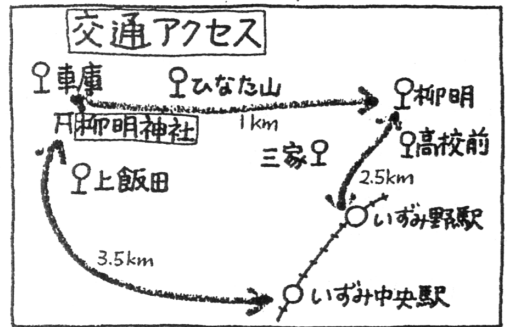 交通アクセス
車庫
ひなた山
柳明
1km
柳明神社
高校前
三家
上飯田
2.5km
いずみ野駅
3.5km
いずみ中央駅